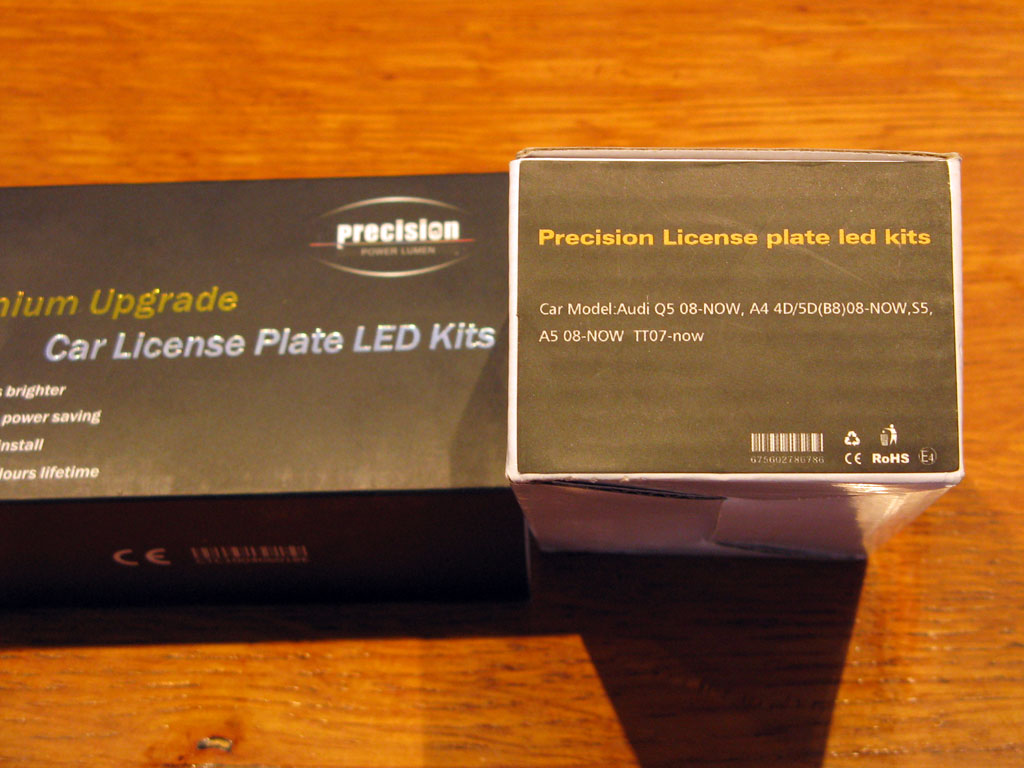 precision
POWER LUMEN
nium Upgrade
Car License Plate LED Kits
s brighter
power saving
install
lours lifetime
CE
Precision License plate led kits
Car Model:Audi Q5 08-NOW, A4 4D/5D(B8)08-NOW,S5,
A5 08-NOW TT07-now
CE RoHS E4